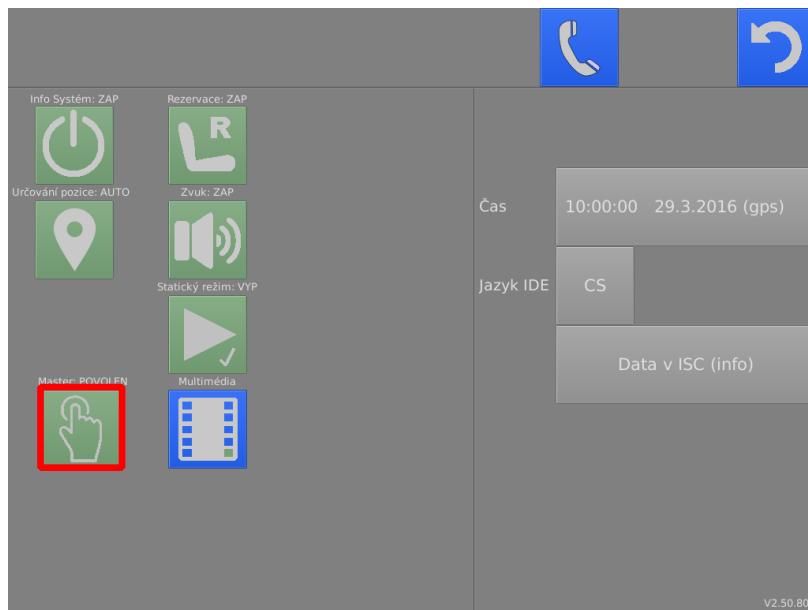 Info Systém: ZAP
Rezervace: ZAP
R
Určování pozice: AUTO
Zvuk: ZAP
Statický režim: VYP
Master: POVOLEN
Multimédia
Čas
10:00:00 29.3.2016 (gps)
Jazyk IDE
CS
Data v ISC (info)
V2.50.80